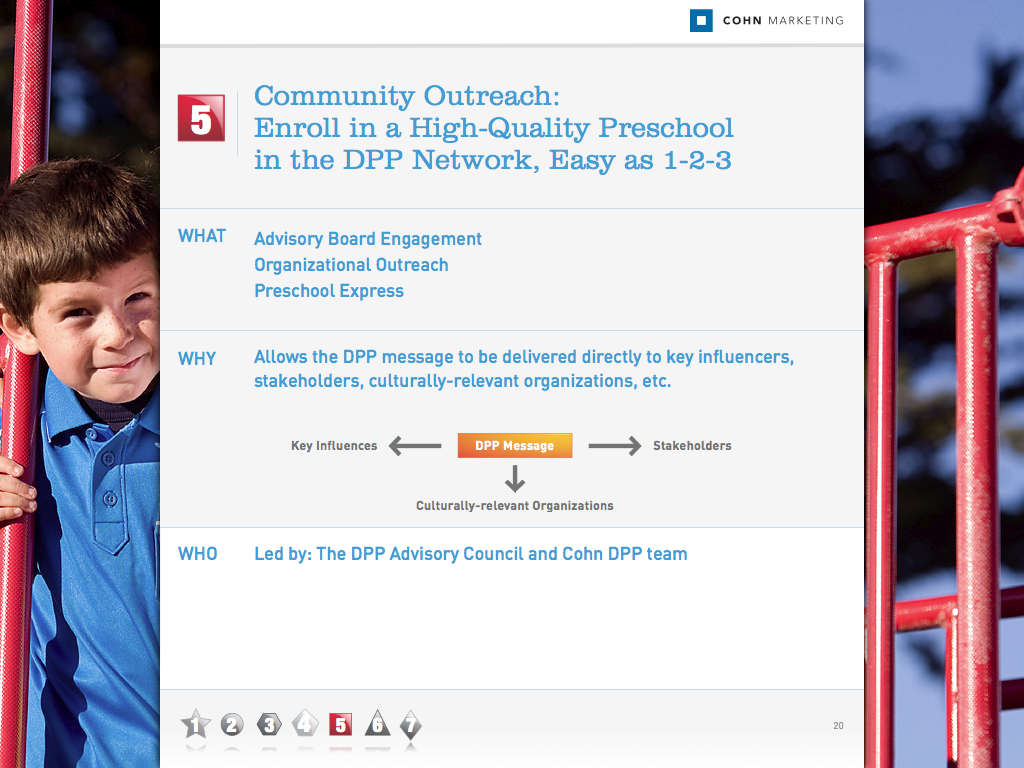 COHN MARKETING
5
Community Outreach:
Enroll in a High-Quality Preschool
in the DPP Network, Easy as 1-2-3
WHAT
Advisory Board Engagement
Organizational Outreach
Preschool Express
WHY
Allows the DPP message to be delivered directly to key influencers,
stakeholders, culturally-relevant organizations, etc.
Key Influences
DPP Message
Stakeholders
Culturally-relevant Organizations
WHO
Led by: The DPP Advisory Council and Cohn DPP team
1 2 3 4 5 6 7
20